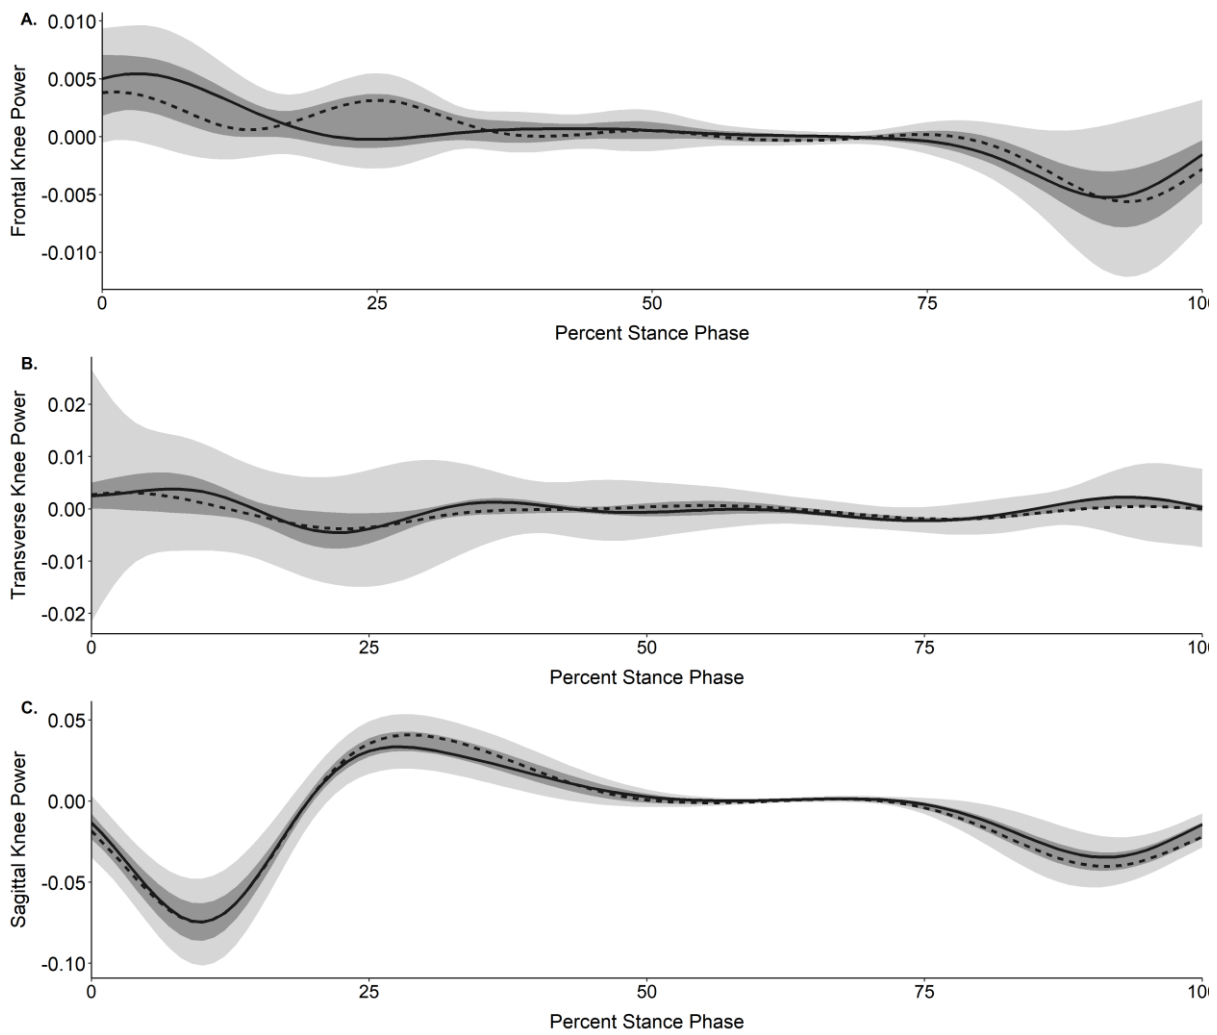 A.
Frontal Knee Power
0.010
0.005
0.000
-0.005
-0.010
0 25 50 75 100
Percent Stance Phase
B.
Transverse Knee Power
0.02
0.01
0.00
-0.01
-0.02
0 25 50 75 100
Percent Stance Phase
C.
Sagittal Knee Power
0.05
0.00
-0.05
-0.10
0 25 50 75 100
Percent Stance Phase